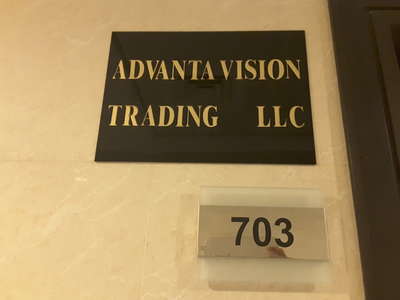 ADVANTA VISION
TRADING LLC
703